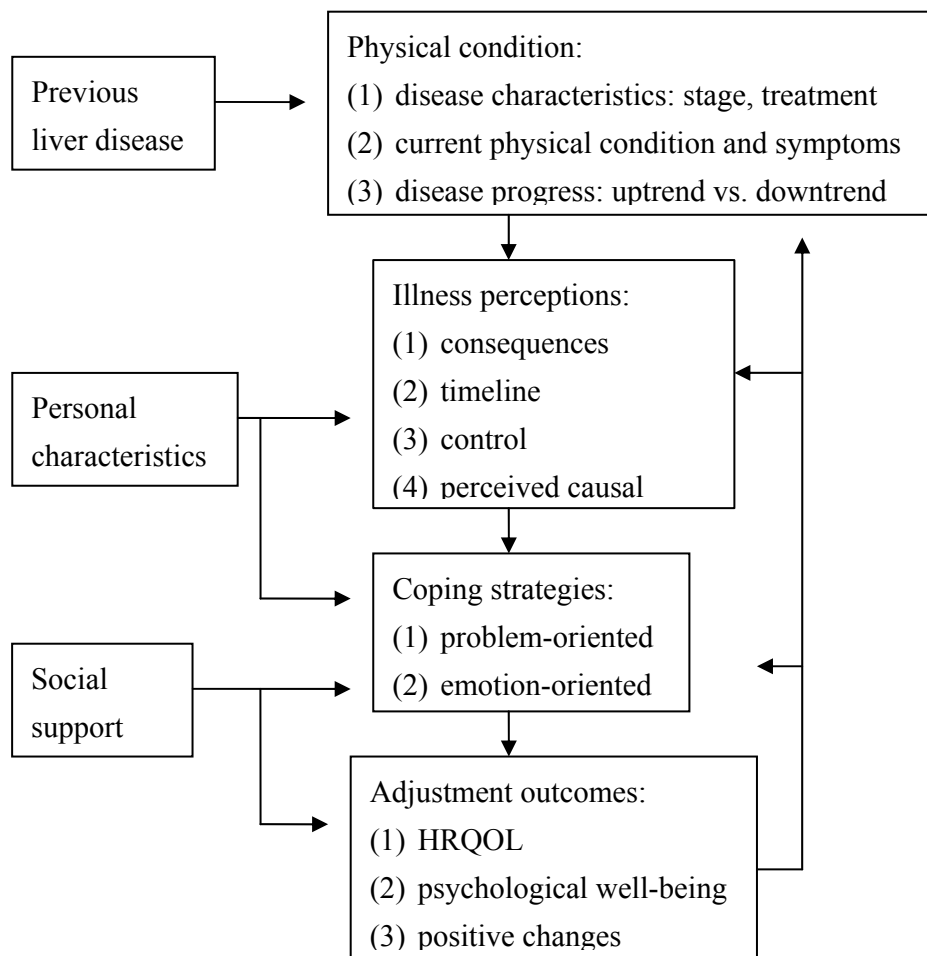 Previous
liver disease
Physical condition:
(1) disease characteristics: stage, treatment
(2) current physical condition and symptoms
(3) disease progress: uptrend vs. downtrend
Illness perceptions:
(1) consequences
(2) timeline
(3) control
(4) perceived causal
Personal
characteristics
Coping strategies:
(1) problem-oriented
(2) emotion-oriented
Social
support
Adjustment outcomes:
(1) HRQOL
(2) psychological well-being
(3) positive changes